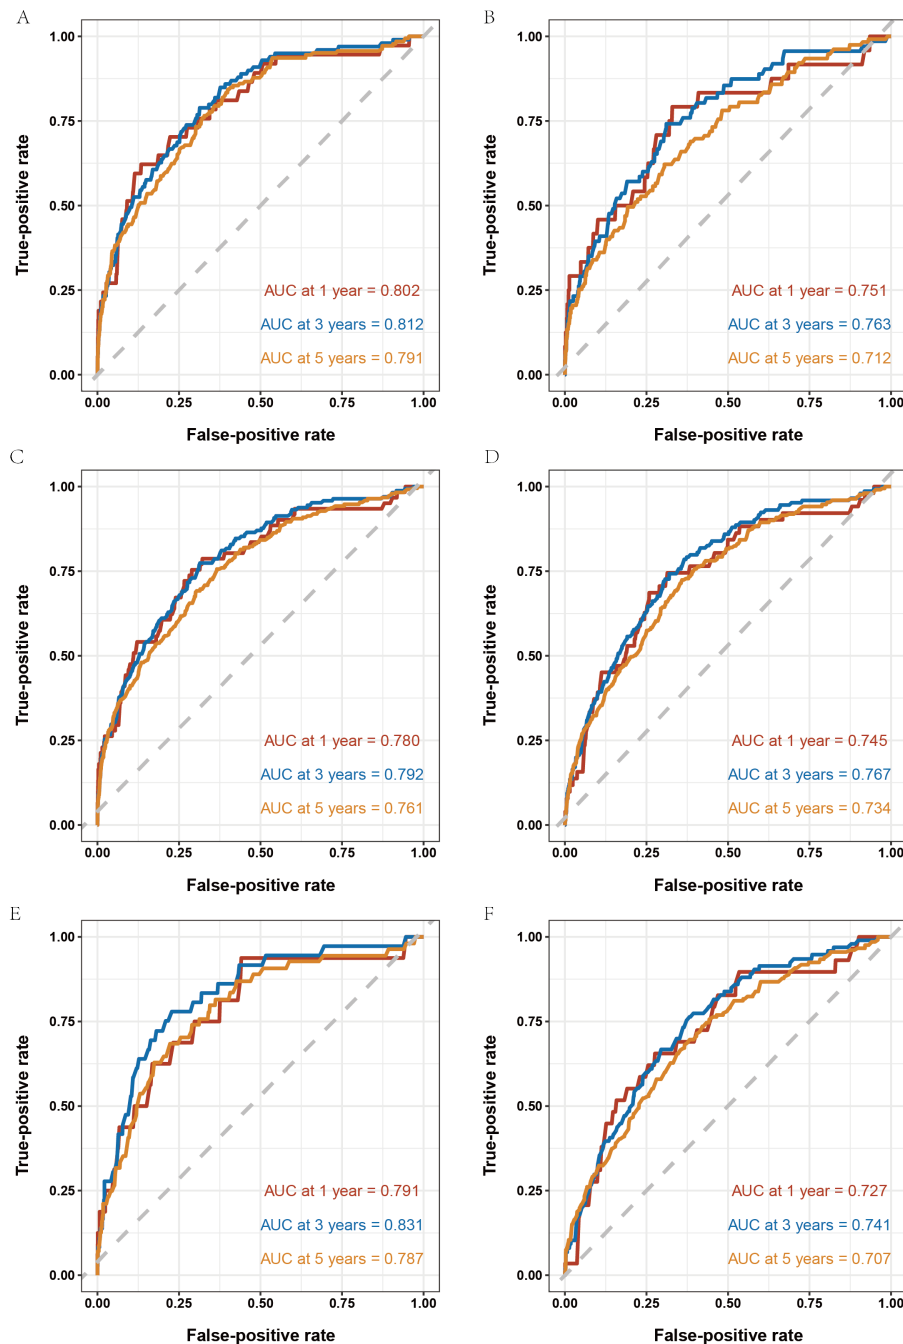 A
1.00
0.75
0.50
0.25
0.00
True-positive rate
AUC at 1 year = 0.802
AUC at 3 years = 0.812
AUC at 5 years = 0.791
0.00 0.25 0.50 0.75 1.00
False-positive rate
B
1.00
0.75
0.50
0.25
0.00
True-positive rate
AUC at 1 year = 0.751
AUC at 3 years = 0.763
AUC at 5 years = 0.712
0.00 0.25 0.50 0.75 1.00
False-positive rate
C
1.00
0.75
0.50
0.25
0.00
True-positive rate
AUC at 1 year = 0.780
AUC at 3 years = 0.792
AUC at 5 years = 0.761
0.00 0.25 0.50 0.75 1.00
False-positive rate
D
1.00
0.75
0.50
0.25
0.00
True-positive rate
AUC at 1 year = 0.745
AUC at 3 years = 0.767
AUC at 5 years = 0.734
0.00 0.25 0.50 0.75 1.00
False-positive rate
E
1.00
0.75
0.50
0.25
0.00
True-positive rate
AUC at 1 year = 0.791
AUC at 3 years = 0.831
AUC at 5 years = 0.787
0.00 0.25 0.50 0.75 1.00
False-positive rate
F
1.00
0.75
0.50
0.25
0.00
True-positive rate
AUC at 1 year = 0.727
AUC at 3 years = 0.741
AUC at 5 years = 0.707
0.00 0.25 0.50 0.75 1.00
False-positive rate